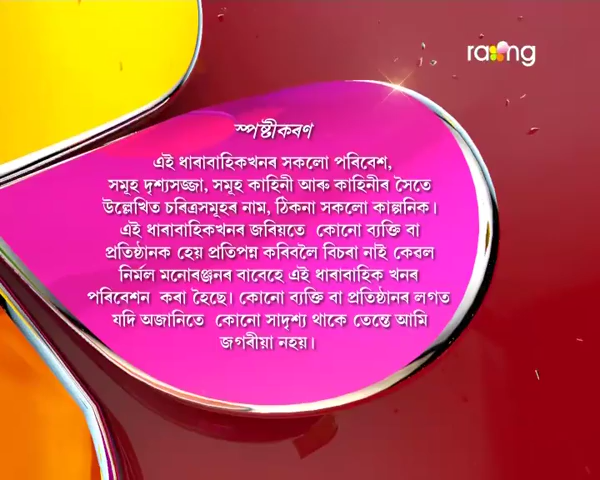 rang
স্পষ্টীকৰণ
এই ধাৰাবাহিকখনৰ সকলো পৰিবেশ,
সমূহ দৃশ্যসজ্জা, সমূহ কাহিনী আৰু কাহিনীৰ সৈতে
উল্লেখিত চৰিত্ৰসমূহৰ নাম, ঠিকনা সকলো কাল্পনিক।
এই ধাৰাবাহিকখনৰ জৰিয়তে কোনো ব্যক্তি বা
প্ৰতিষ্ঠানক হেয় প্ৰতিপন্ন কৰিবলৈ বিচৰা নাই কেৱল
নিৰ্মল মনোৰঞ্জনৰ বাবেহে এই ধাৰাবাহিক খনৰ
পৰিবেশন কৰা হৈছে। কোনো ব্যক্তি বা প্ৰতিষ্ঠানৰ লগত
যদি অজানিতে কোনো সাদৃশ্য থাকে তেন্তে আমি
জগৰীয়া নহয়।